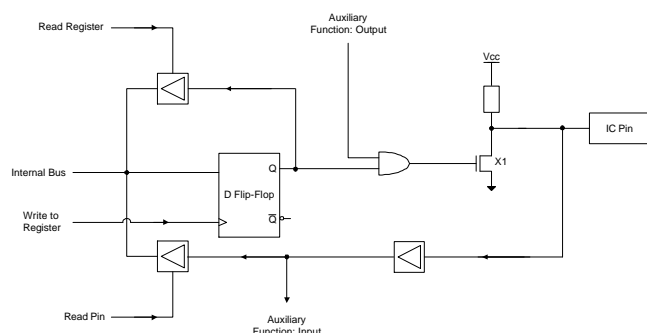 Read Register
Auxiliary
Function: Output
Vcc
IC Pin
X1
Internal Bus
Q
D Flip-Flop
Q
Write to
Register
Read Pin
Auxiliary
Function: Input